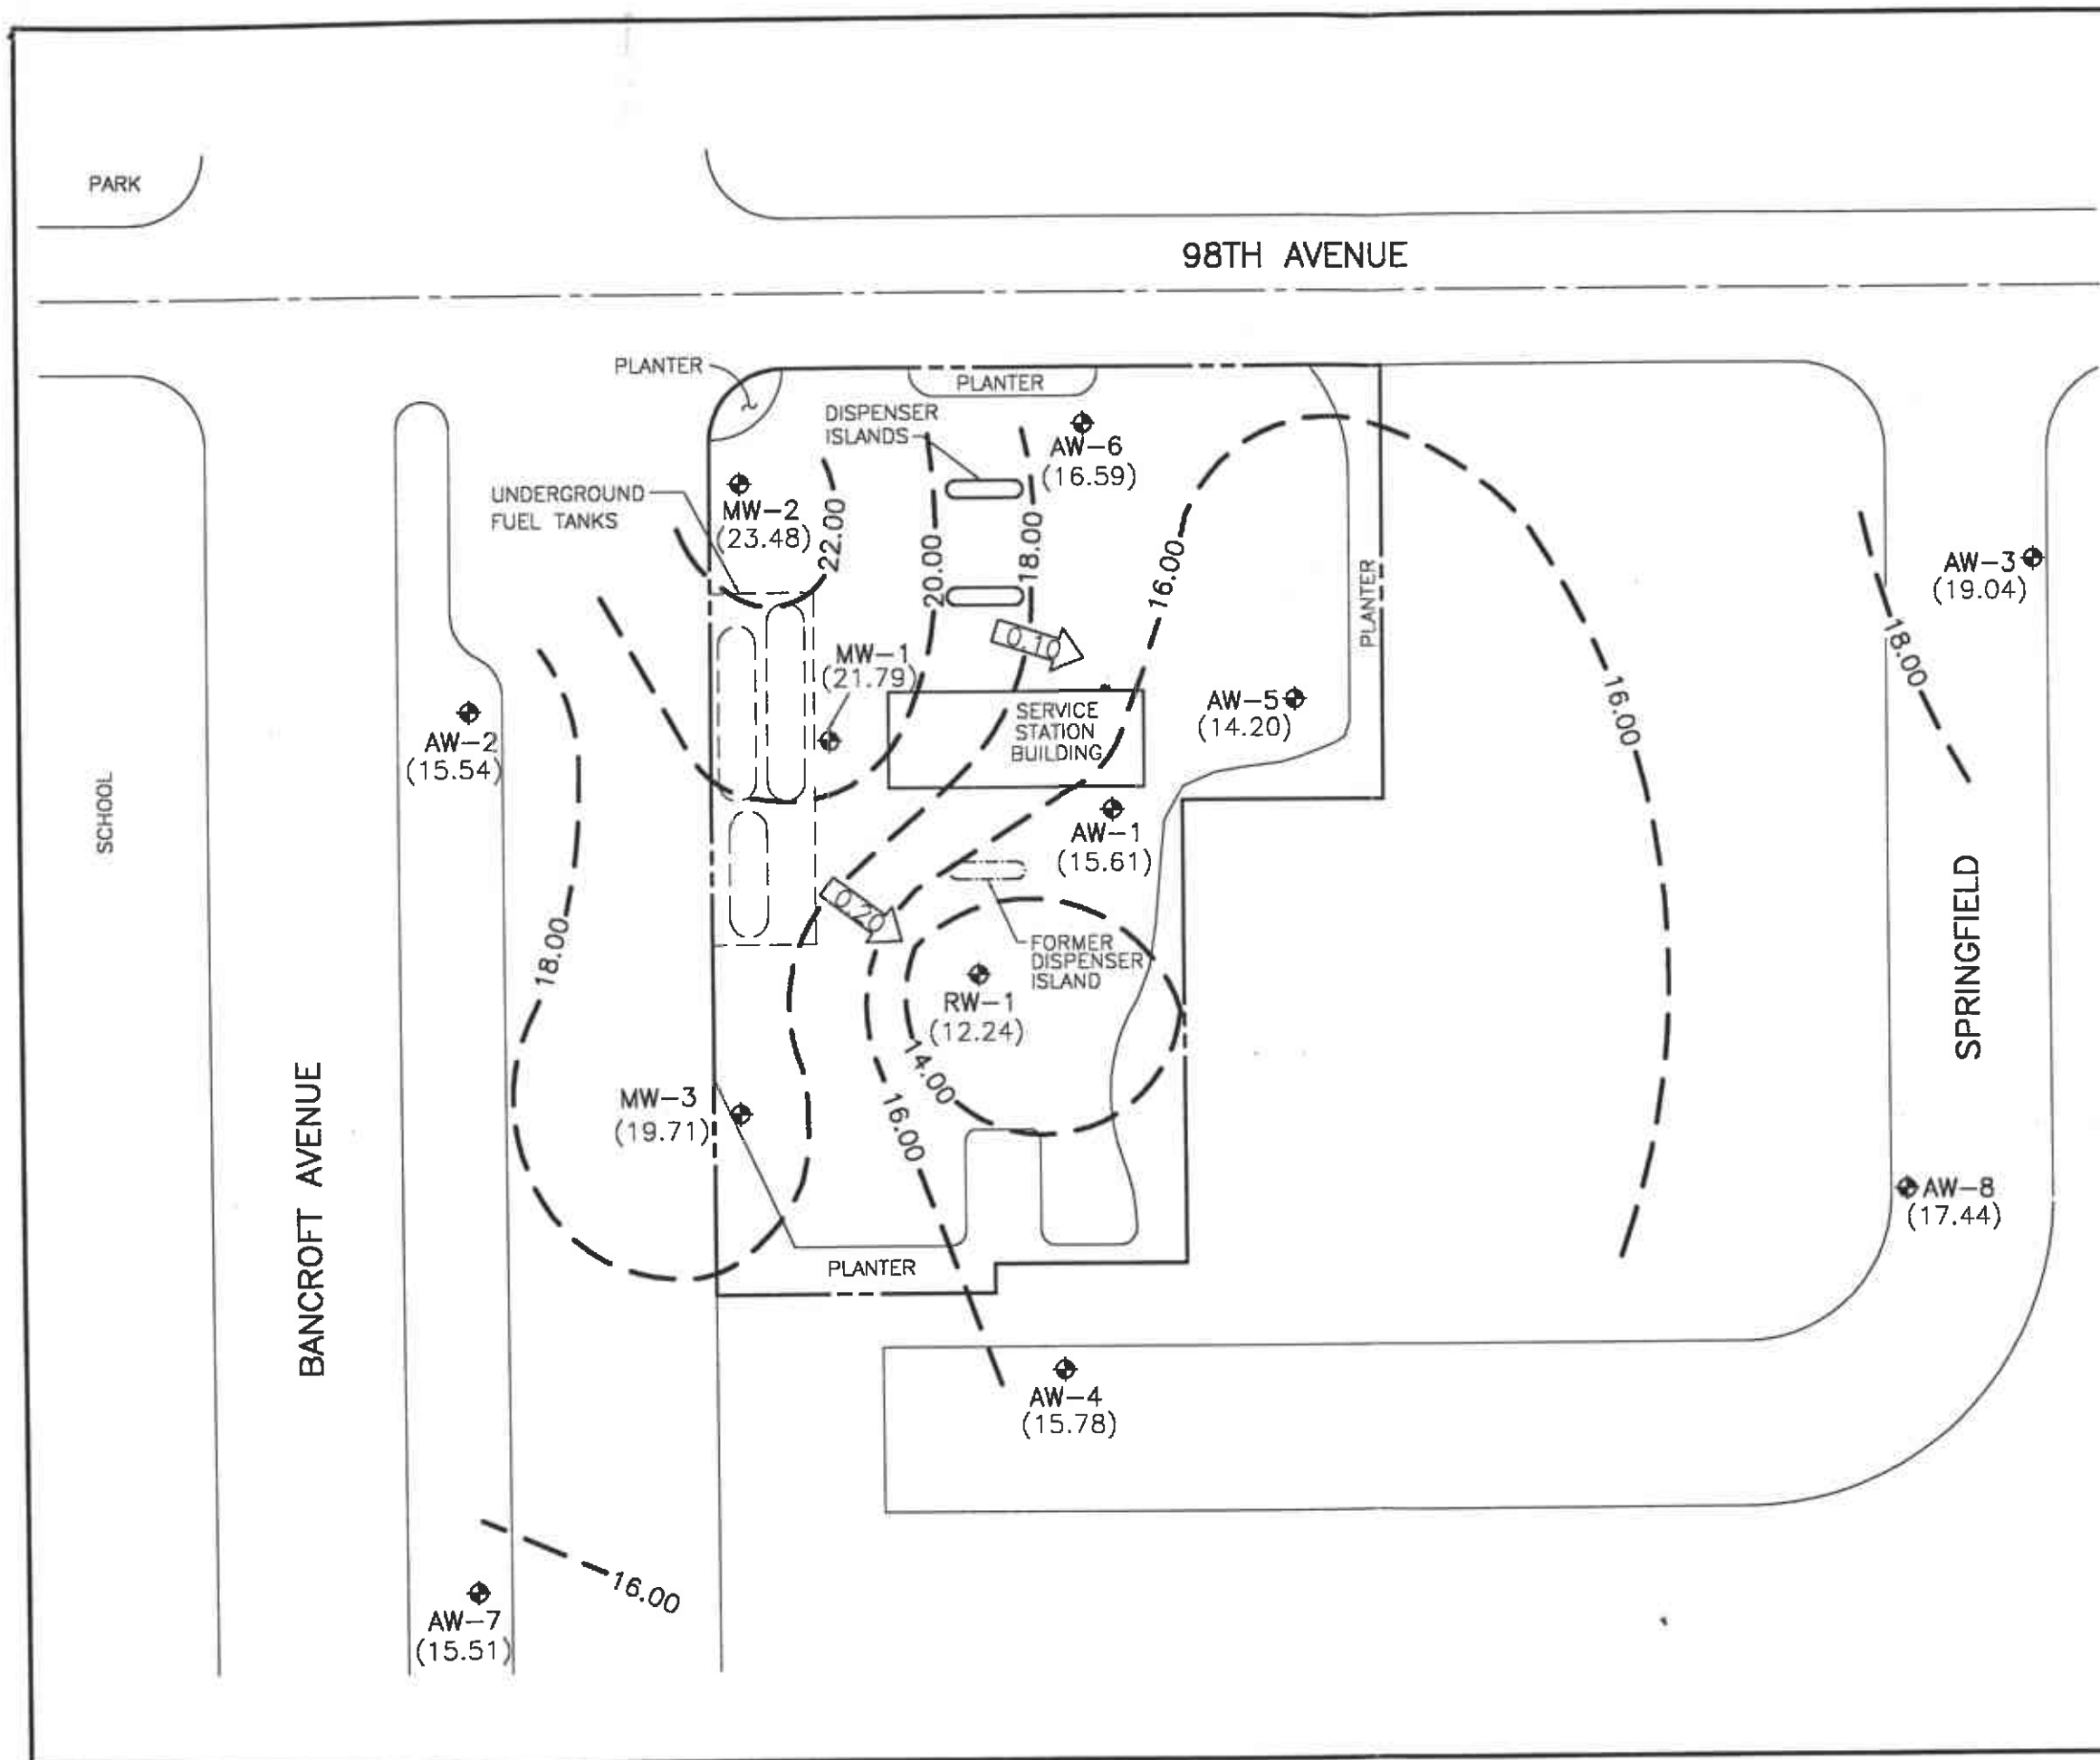 PARK
98TH AVENUE
PLANTER
PLANTER
DISPENSER
ISLANDS
AW-6
(16.59)
UNDERGROUND
FUEL TANKS
MW-2
(23.48)
22.00
20.00
18.00
16.00
AW-3
(19.04)
PLANTER
0.10
18.00
MW-1
(21.79)
AW-5
(14.20)
SERVICE
STATION
BUILDING
16.00
AW-2
(15.54)
SCHOOL
AW-1
(15.61)
0.20
18.00
FORMER
DISPENSER
ISLAND
RW-1
(12.24)
SPRINGFIELD
14.00
16.00
MW-3
(19.71)
BANCROFT AVENUE
AW-8
(17.44)
PLANTER
AW-4
(15.78)
16.00
AW-7
(15.51)